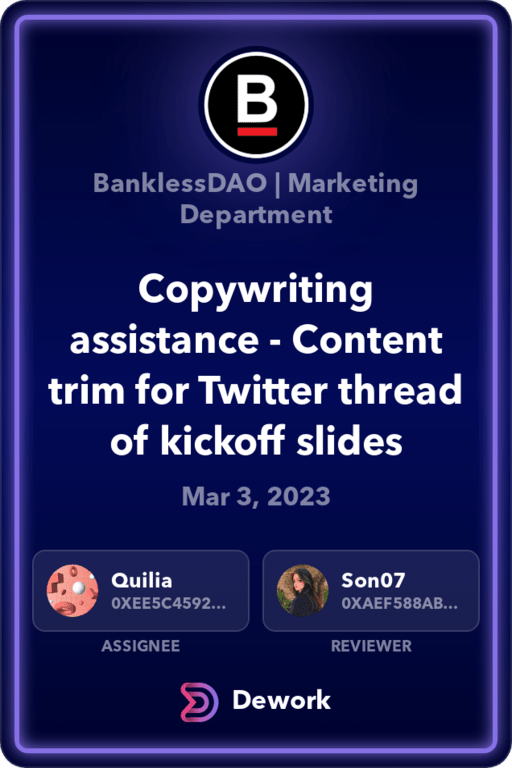 B
BanklessDAO | Marketing
Department
Copywriting
assistance - Content
trim for Twitter thread
of kickoff slides
Mar 3, 2023
Quilia
0XEE5C4592...
Son07
0XAEF588AB...
ASSIGNEE
REVIEWER
Dework